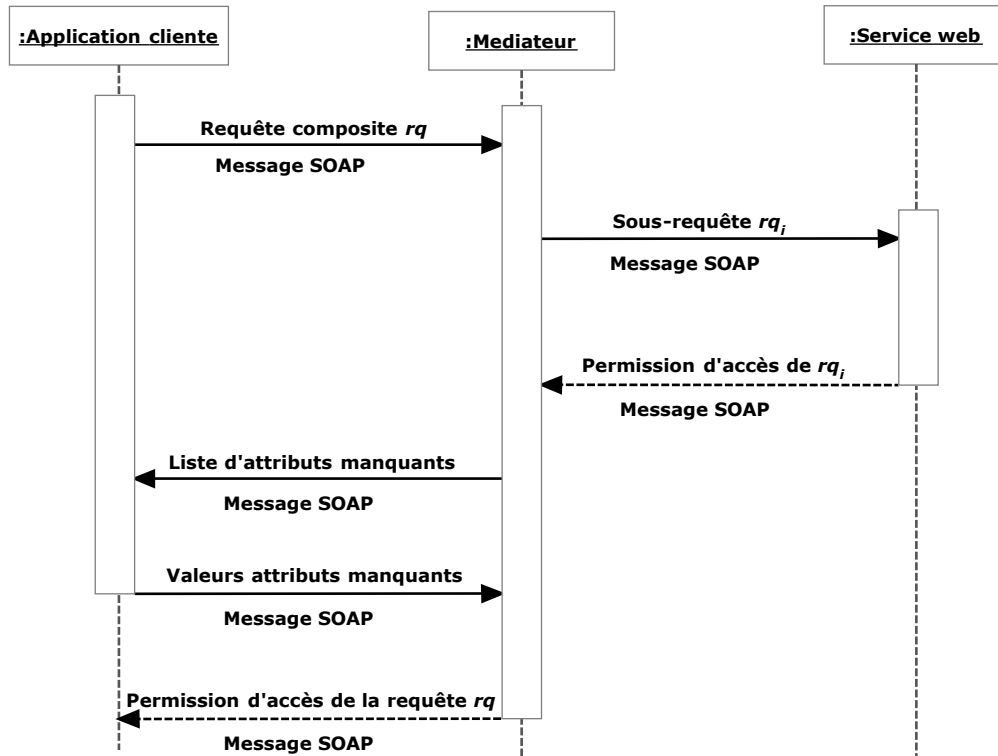 :Application cliente
:Mediateur
:Service web
Requête composite rq
Message SOAP
Sous-requête rqi
Message SOAP
Permission d'accès de rqi
Message SOAP
Liste d'attributs manquants
Message SOAP
Valeurs attributs manquants
Message SOAP
Permission d'accès de la requête rq
Message SOAP